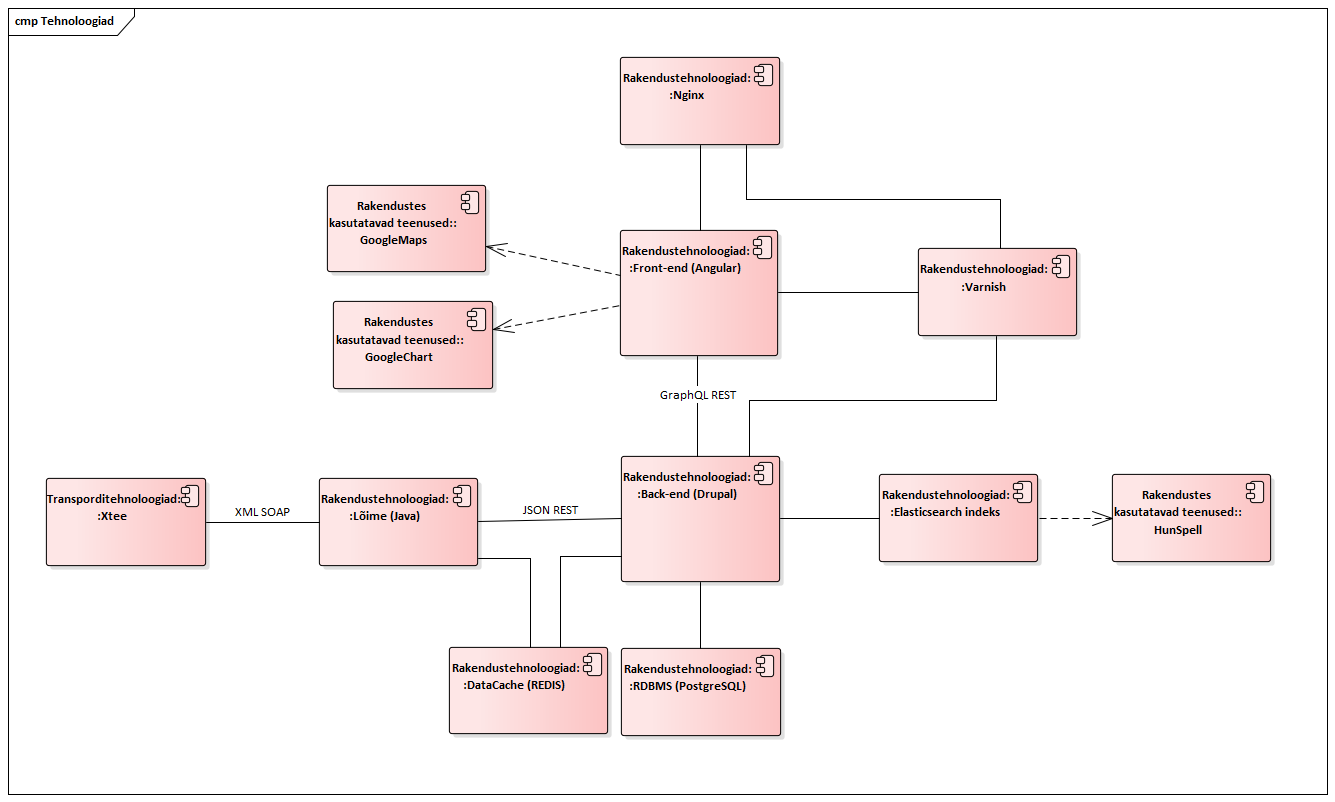 cmp Tehnoloogiad
Rakendustehnoloogiad:
:Nginx
Rakendustes
kasutatavad teenused::
GoogleMaps
Rakendustehnoloogiad:
:Front-end (Angular)
Rakendustehnoloogiad:
:Varnish
Rakendustes
kasutatavad teenused::
GoogleChart
GraphQL REST
Transporditehnoloogiad:
:Xtee
XML SOAP
Rakendustehnoloogiad:
:Lõime (Java)
JSON REST
Rakendustehnoloogiad:
:Back-end (Drupal)
Rakendustehnoloogiad:
:Elasticsearch indeks
Rakendustes
kasutatavad teenused::
HunSpell
Rakendustehnoloogiad:
:DataCache (REDIS)
Rakendustehnoloogiad:
:RDBMS (PostgreSQL)